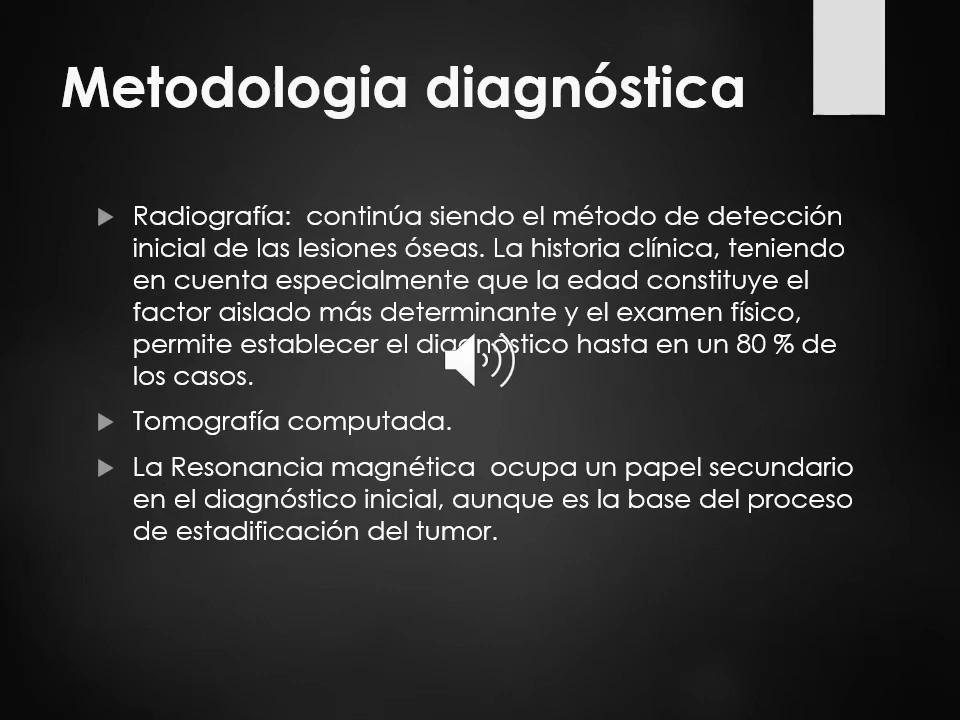 Metodologia diagnóstica
Radiografía: continúa siendo el método de detección
inicial de las lesiones óseas. La historia clínica, teniendo
en cuenta especialmente que la edad constituye el
factor aislado más determinante y el examen físico,
permite establecer el diagnóstico hasta en un 80 % de
los casos.
Tomografía computada.
La Resonancia magnética ocupa un papel secundario
en el diagnóstico inicial, aunque es la base del proceso
de estadificación del tumor.